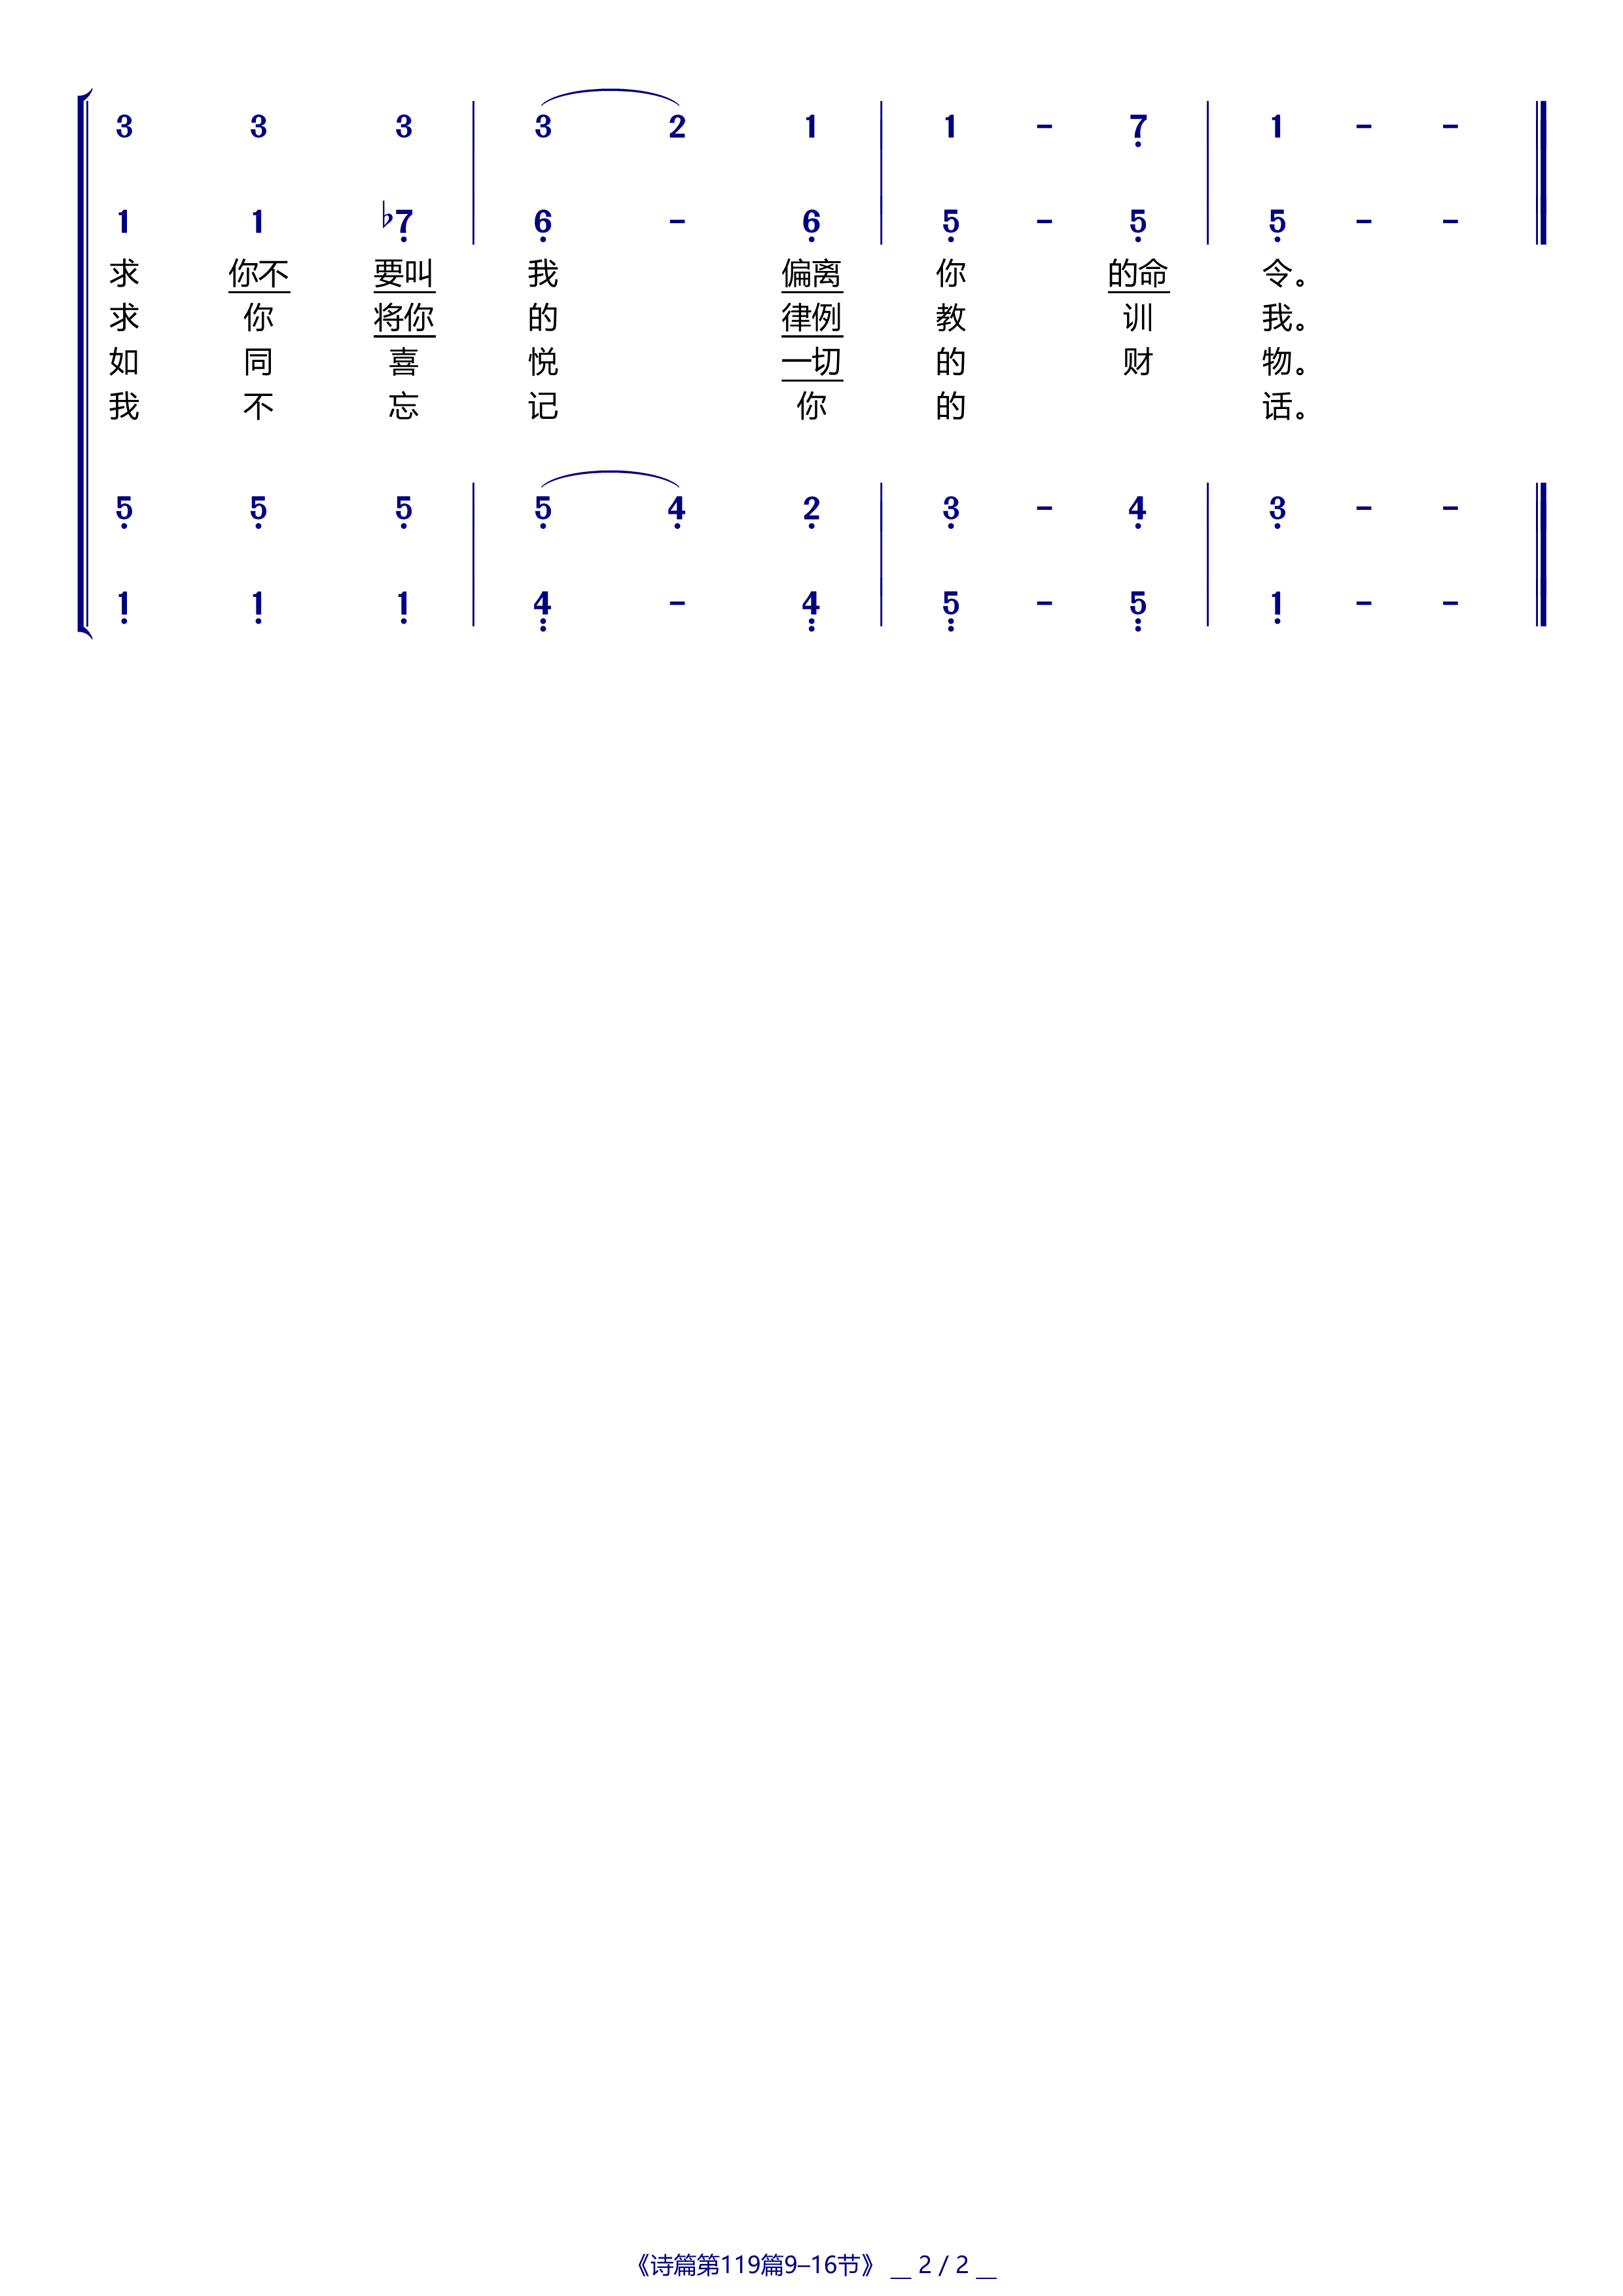 3 3 3 | 3 2 1 | 1 - 7̣ | 1 - - ‖
1 1 ♭7̣ | 6̣ - 6̣ | 5̣ - 5̣ | 5̣ - - ‖
求 你不 要叫 我 偏离 你 的命 令。
求 你 将你 的 律例 教 训 我。
如 同 喜 悦 一切 的 财 物。
我 不 忘 记 你 的 话。
5̣ 5̣ 5̣ | 5̣ 4̣ 2̣ | 3̣ - 4̣ | 3̣ - - ‖
1̣ 1̣ 1̣ | 4̤ - 4̤ | 5̤ - 5̤ | 1̣ - - ‖
《诗篇第119篇9–16节》 __ 2 / 2 __